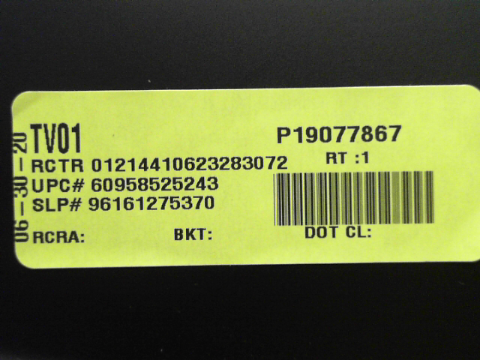 06-30-20
TV01 P19077867
RCTR 01214410623283072 RT :1
UPC# 60958525243
SLP# 96161275370
RCRA: BKT: DOT CL: